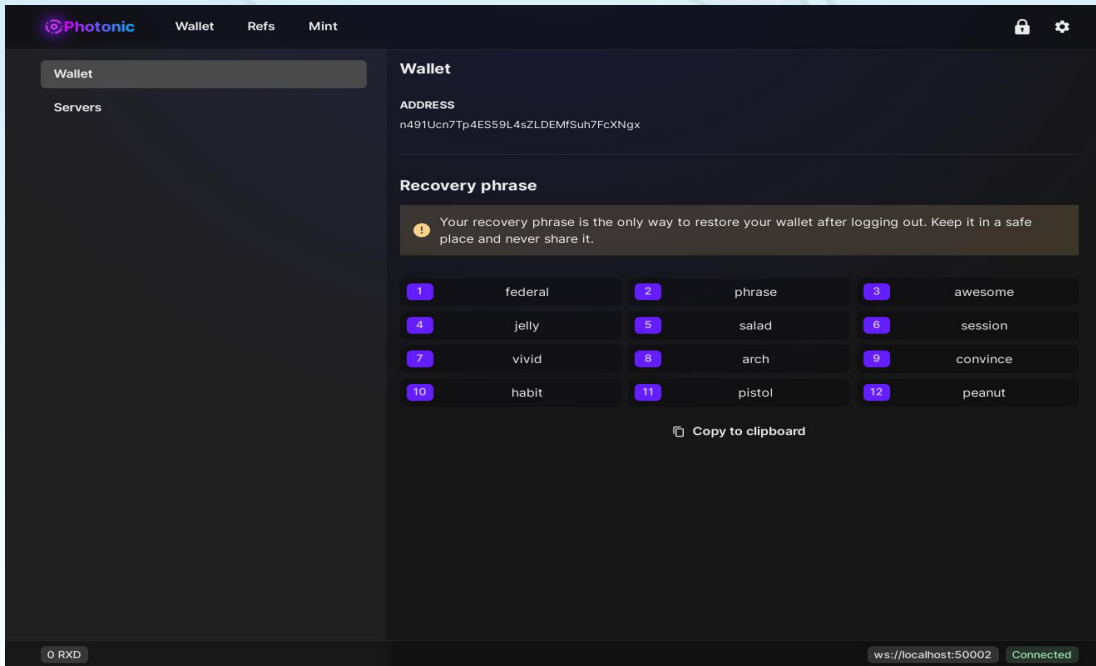 Photonic Wallet Refs Mint
Wallet
Servers
Wallet
ADDRESS
n491Ucn7Tp4ES59L4sZLDEMfSuh7FcXNgx
Recovery phrase
Your recovery phrase is the only way to restore your wallet after logging out. Keep it in a safe
place and never share it.
1 federal 2 phrase 3 awesome
4 jelly 5 salad 6 session
7 vivid 8 arch 9 convince
10 habit 11 pistol 12 peanut
Copy to clipboard
0 RXD ws://localhost:50002 Connected